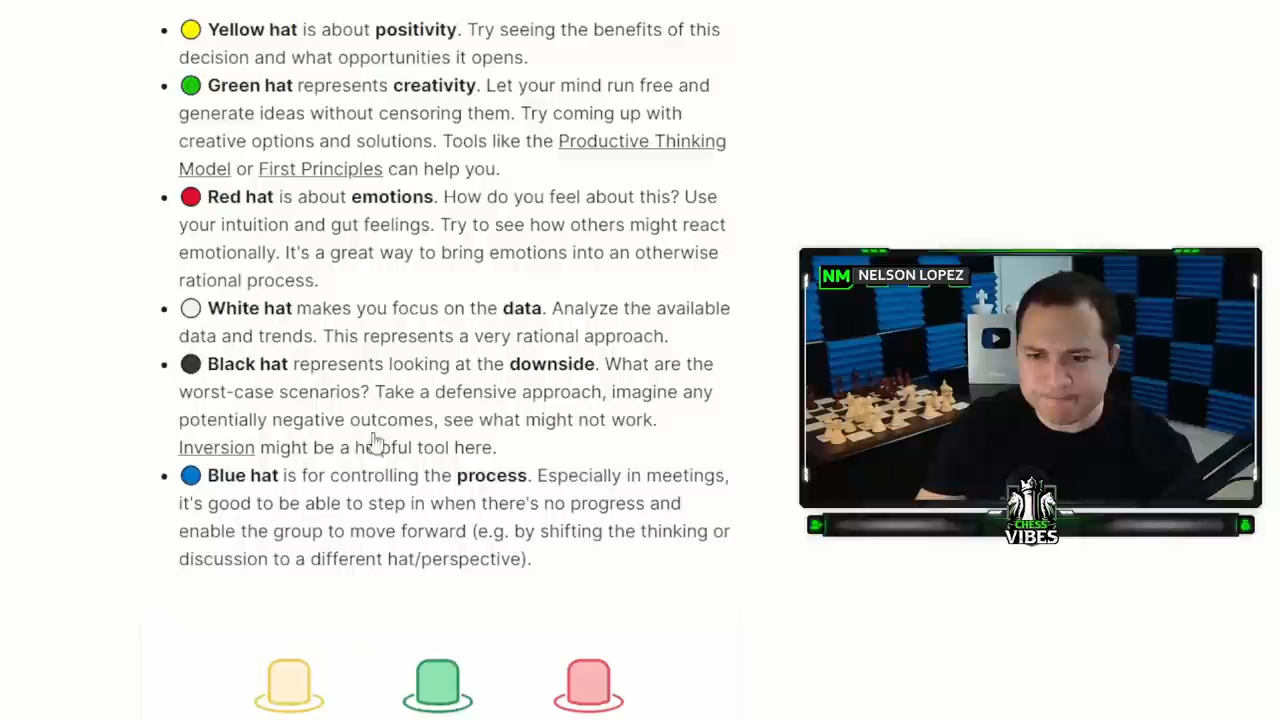 Yellow hat is about positivity. Try seeing the benefits of this
decision and what opportunities it opens.
Green hat represents creativity. Let your mind run free and
generate ideas without censoring them. Try coming up with
creative options and solutions. Tools like the Productive Thinking
Model or First Principles can help you.
Red hat is about emotions. How do you feel about this? Use
your intuition and gut feelings. Try to see how others might react
emotionally. It's a great way to bring emotions into an otherwise
rational process.
White hat makes you focus on the data. Analyze the available
data and trends. This represents a very rational approach.
Black hat represents looking at the downside. What are the
worst-case scenarios? Take a defensive approach, imagine any
potentially negative outcomes, see what might not work.
Inversion might be a helpful tool here.
Blue hat is for controlling the process. Especially in meetings,
it's good to be able to step in when there's no progress and
enable the group to move forward (e.g. by shifting the thinking or
discussion to a different hat/perspective).
NM NELSON LOPEZ
CHESS
VIBES